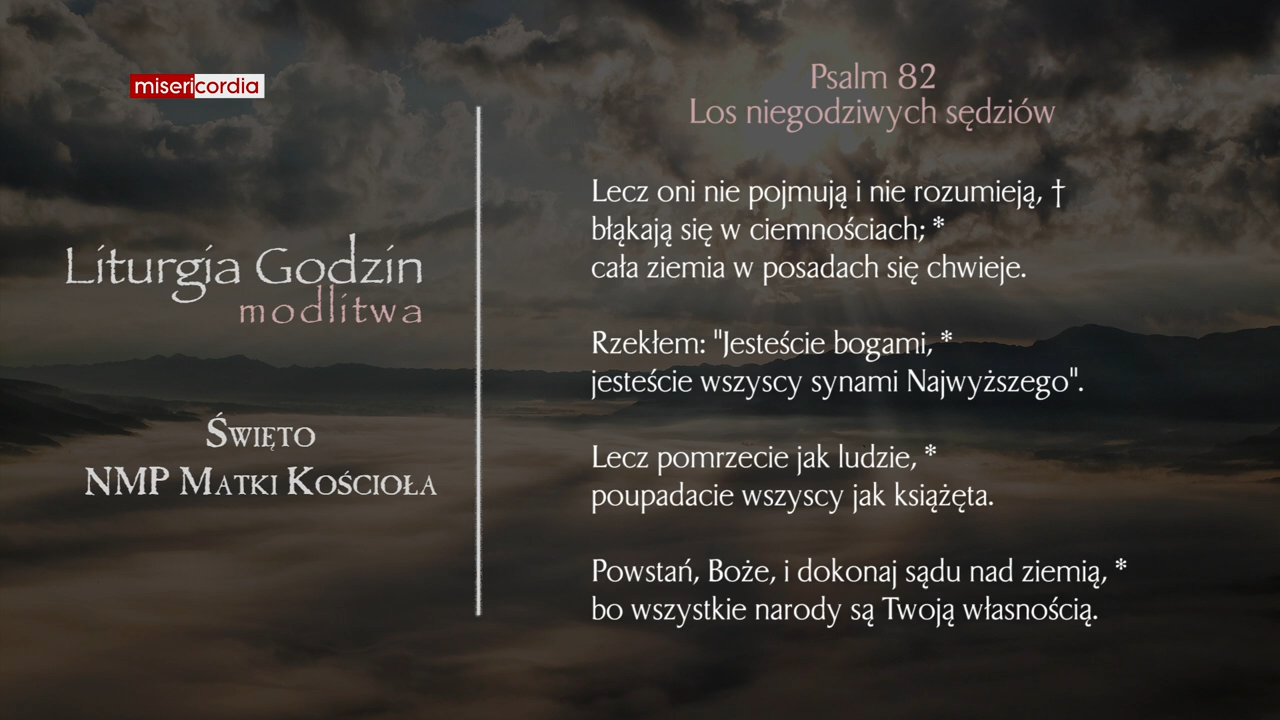 misericordia
Liturgia Godzin
modlitwa
Święto
NMP Matki Kościoła
Psalm 82
Los niegodziwych sędziów
Lecz oni nie pojmują i nie rozumieją, †
błąkają się w ciemnościach; *
cała ziemia w posadach się chwieje.
Rzekłem: "Jesteście bogami, *
jesteście wszyscy synami Najwyższego".
Lecz pomrzecie jak ludzie, *
poupadacie wszyscy jak książęta.
Powstań, Boże, i dokonaj sądu nad ziemią, *
bo wszystkie narody są Twoją własnością.